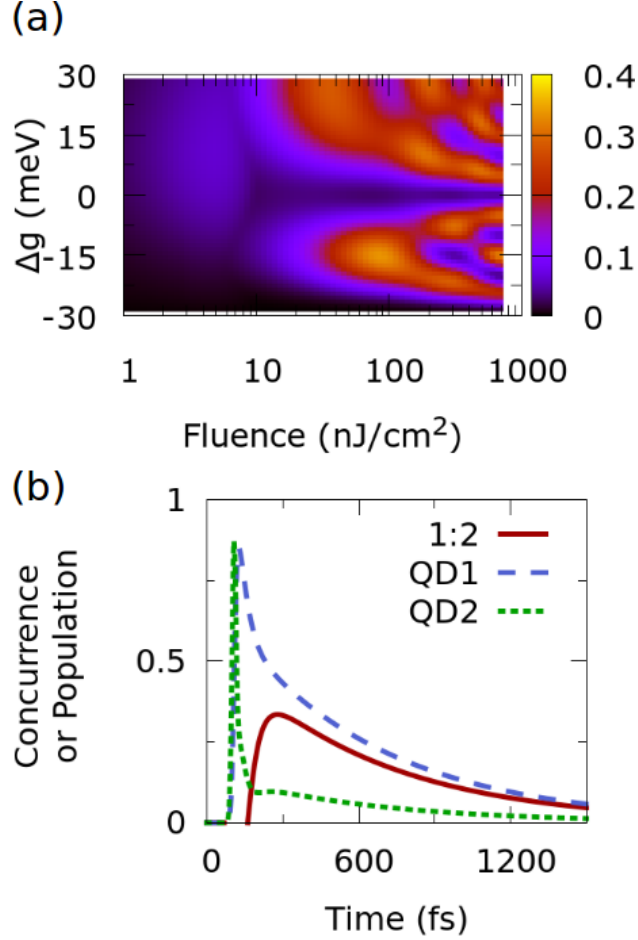 (a)
30
15
0
-15
-30
Δg (meV)
0.4
0.3
0.2
0.1
0
1 10 100 1000
Fluence (nJ/cm²)
(b)
1
0.5
0
Concurrence
or Population
1:2
QD1
QD2
0 600 1200
Time (fs)